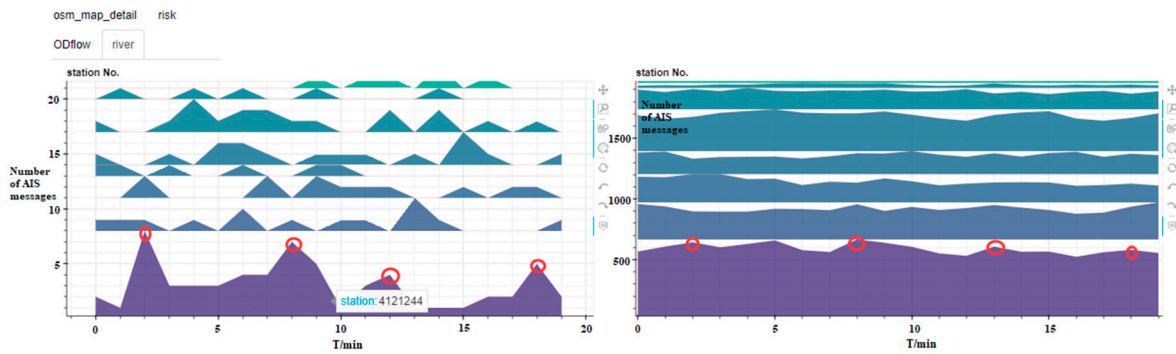 osm_map_detail risk
ODflow river
station No.
20
15
Number
of AIS
messages
10
5
station: 4121244
0 5 10 15 20
T/min
station No.
Number
of AIS
messages
1500
1000
500
0 5 10 15
T/min